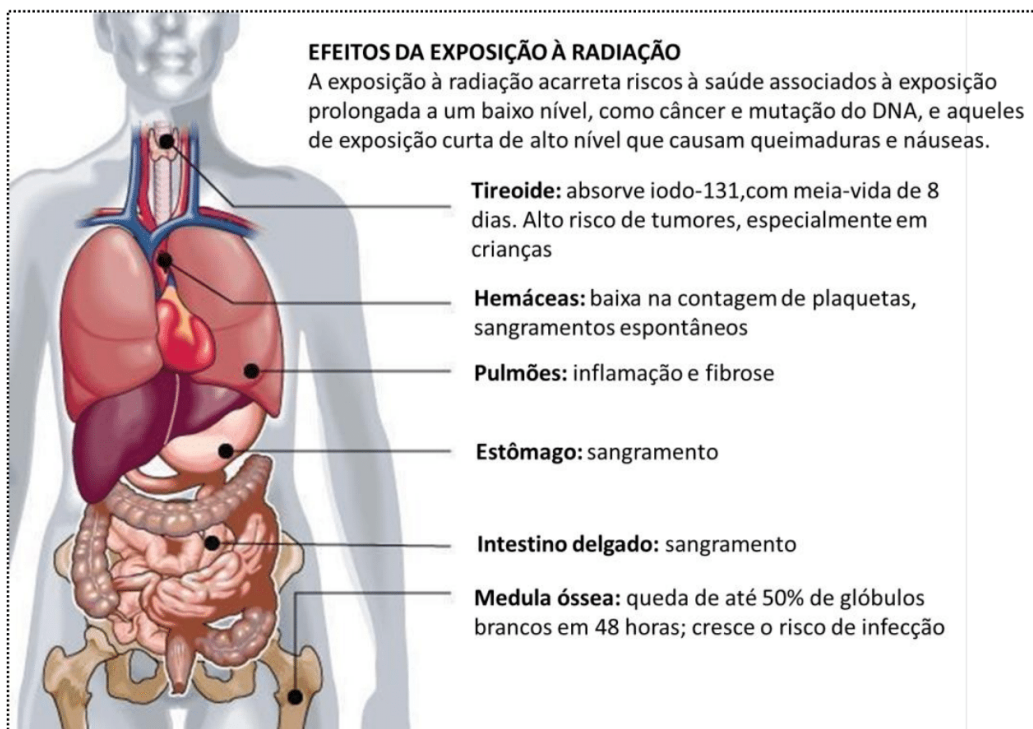 EFEITOS DA EXPOSIÇÃO À RADIAÇÃO
A exposição à radiação acarreta riscos à saúde associados à exposição
prolongada a um baixo nível, como câncer e mutação do DNA, e aqueles
de exposição curta de alto nível que causam queimaduras e náuseas.
Tireoide: absorve iodo-131,com meia-vida de 8
dias. Alto risco de tumores, especialmente em
crianças
Hemáceas: baixa na contagem de plaquetas,
sangramentos espontâneos
Pulmões: inflamação e fibrose
Estômago: sangramento
Intestino delgado: sangramento
Medula óssea: queda de até 50% de glóbulos
brancos em 48 horas; cresce o risco de infecção